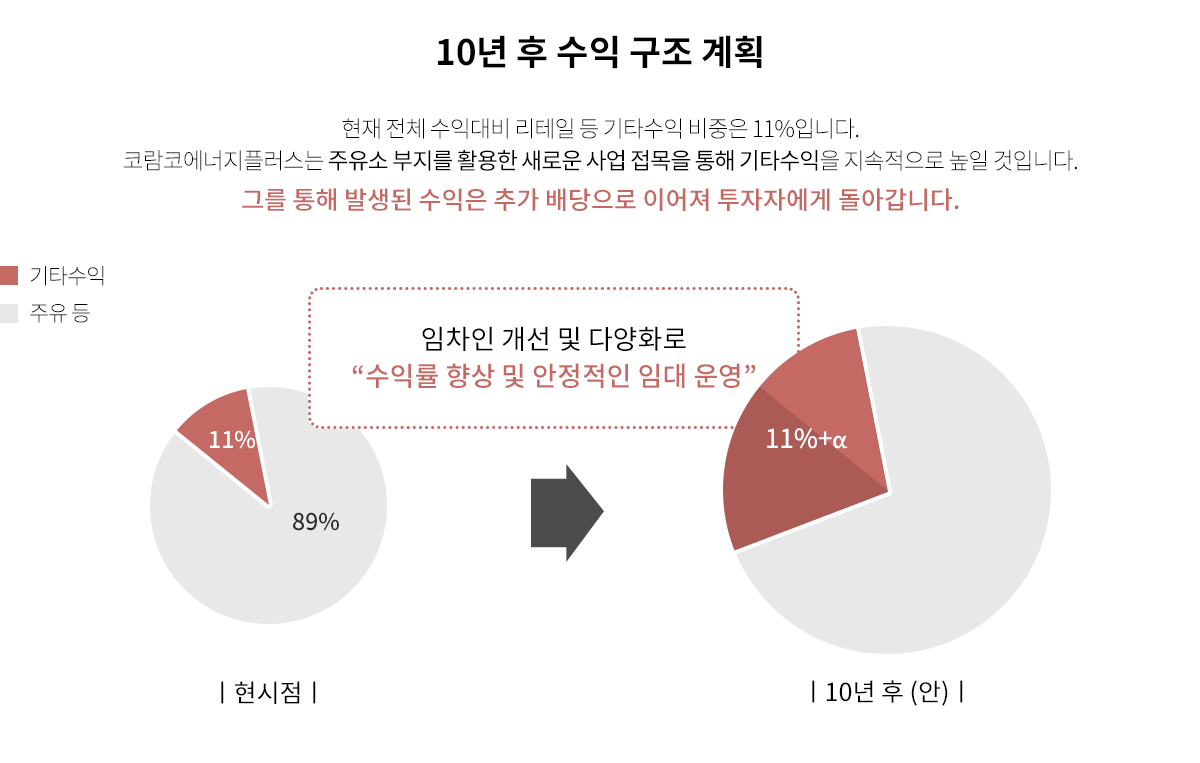 10년 후 수익 구조 계획
현재 전체 수익대비 리테일 등 기타수익 비중은 11%입니다.
코람코에너지플러스는 주유소 부지를 활용한 새로운 사업 접목을 통해 기타수익을 지속적으로 높일 것입니다.
그를 통해 발생된 수익은 추가 배당으로 이어져 투자자에게 돌아갑니다.
기타수익
주유 등
임차인 개선 및 다양화로
“수익률 향상 및 안정적인 임대 운영”
11%
89%
11%+α
| 현시점 |
| 10년 후 (안) |